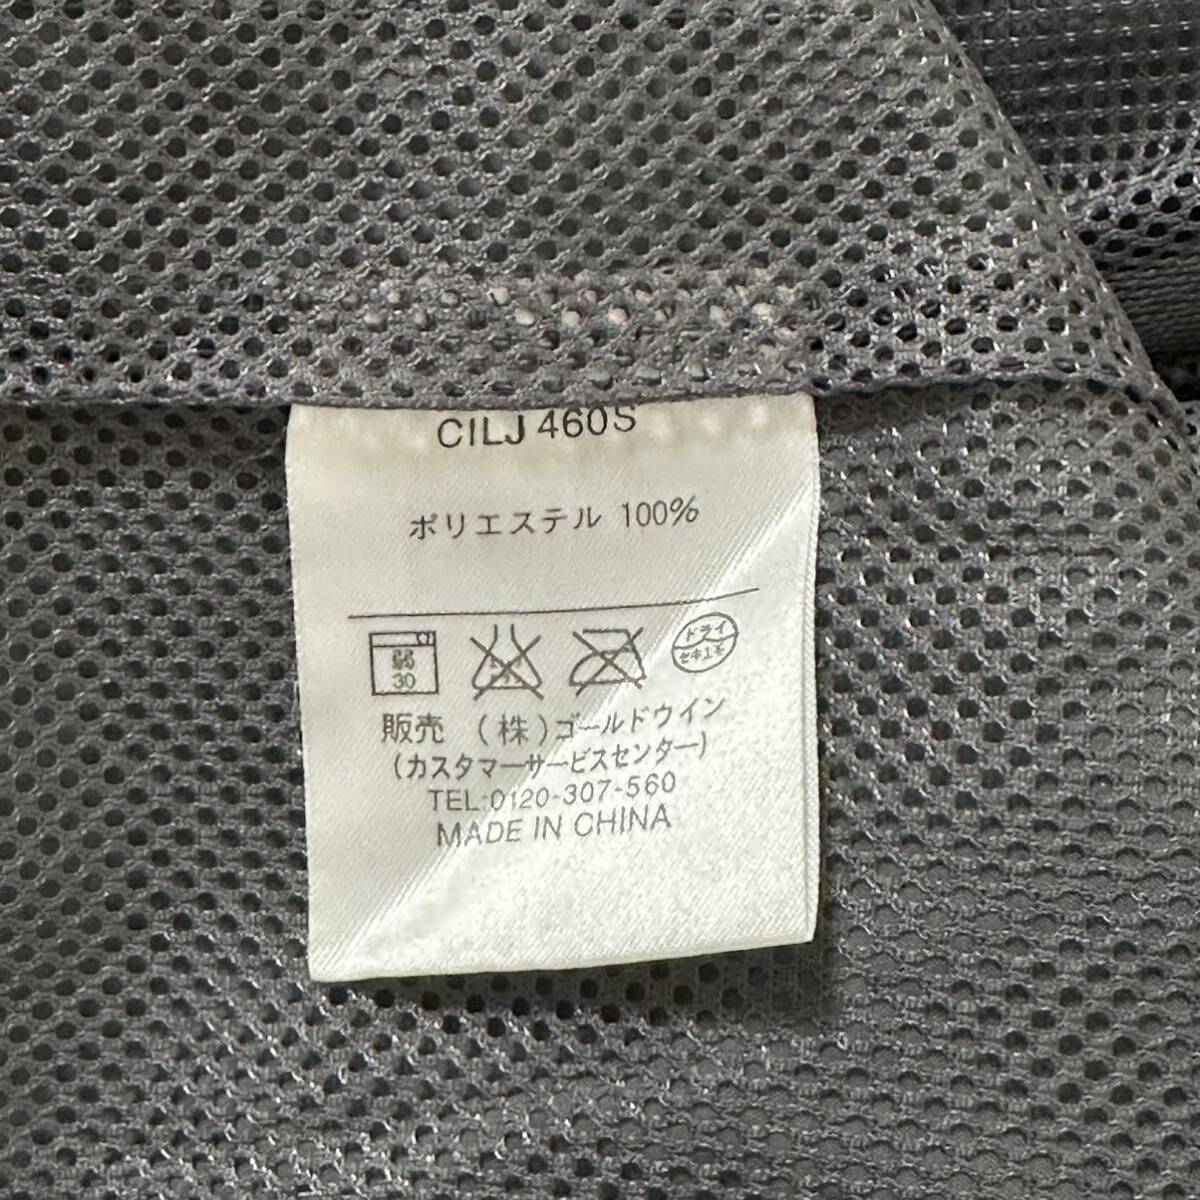 CILJ 460S
ポリエステル 100%
弱
30
ドライ
セキユ系
販売 (株)ゴールドウイン
(カスタマーサービスセンター)
TEL:0120-307-560
MADE IN CHINA